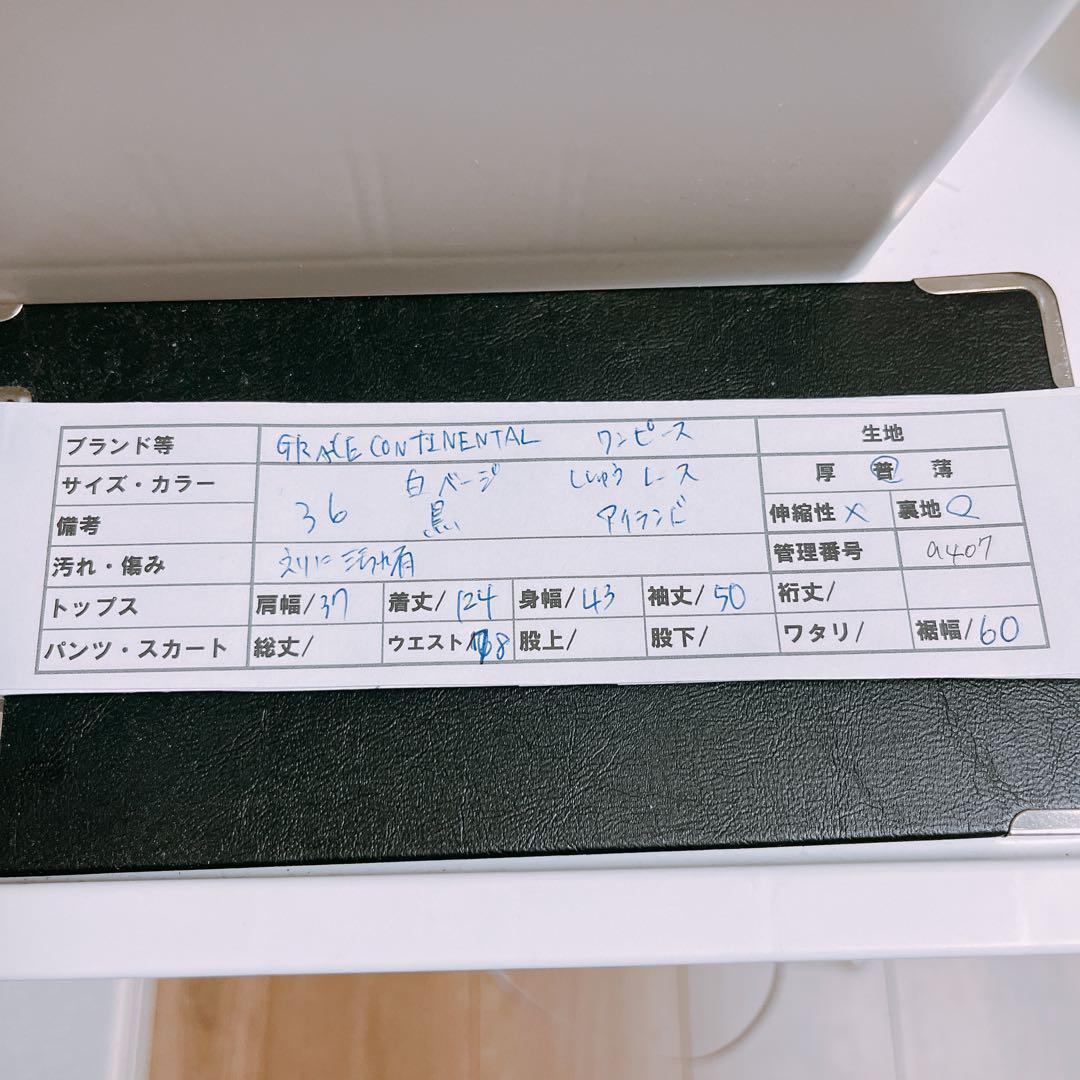 ブランド等 GRACE CONTINENTAL ワンピース 生地
サイズ・カラー 白 ベージ ししゅう レース 厚 普 薄
備考 36 黒 アイランド 伸縮性 × 裏地 ○
汚れ・傷み えりに 汚れ有 管理番号 a407
トップス 肩幅/37 着丈/124 身幅/43 袖丈/50 裄丈/
パンツ・スカート 総丈/ ウエスト/ 股上/ 股下/ ワタリ/ 裾幅/60